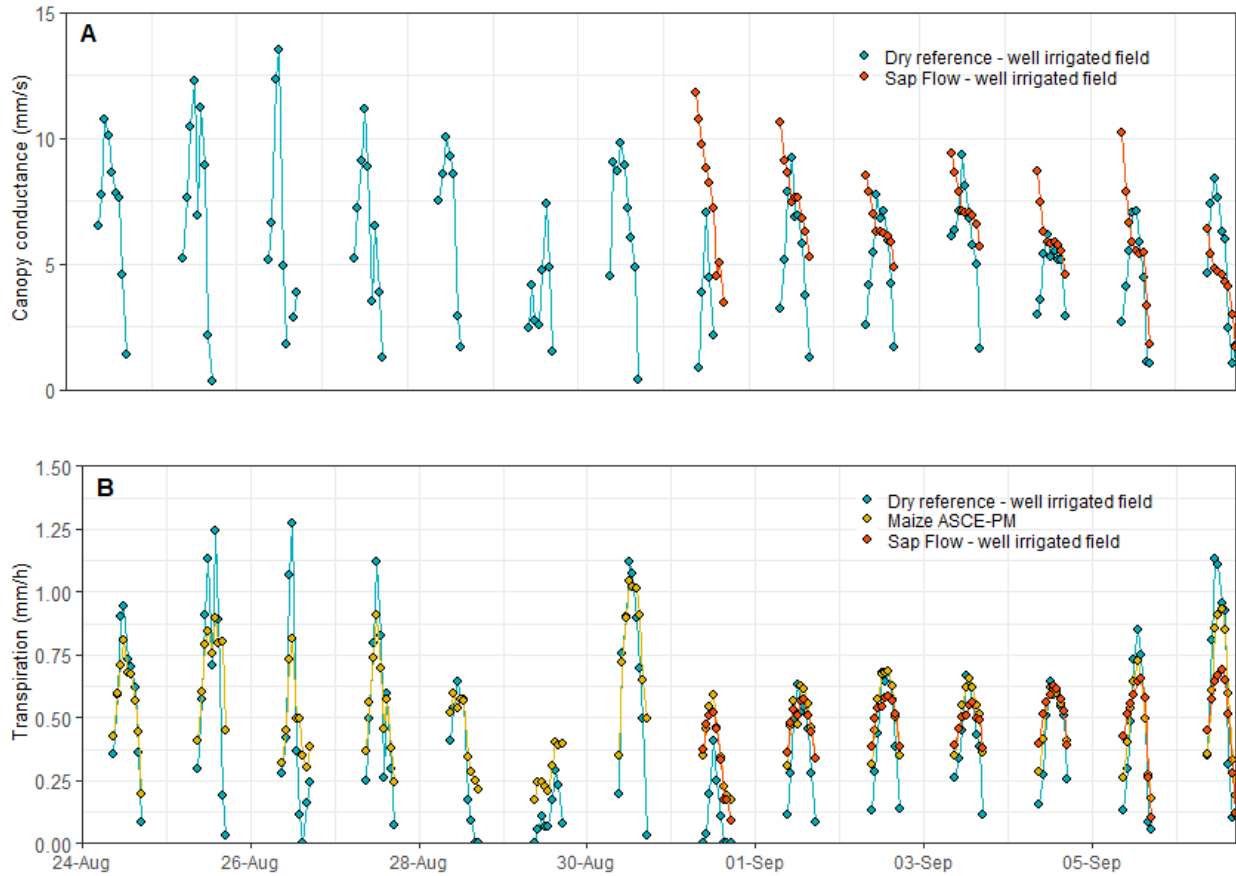 15
A
Dry reference - well irrigated field
Sap Flow - well irrigated field
10
Canopy conductance (mm/s)
5
0
1.50
B
Dry reference - well irrigated field
Maize ASCE-PM
Sap Flow - well irrigated field
1.25
1.00
0.75
Transpiration (mm/h)
0.50
0.25
0.00
24-Aug 26-Aug 28-Aug 30-Aug 01-Sep 03-Sep 05-Sep